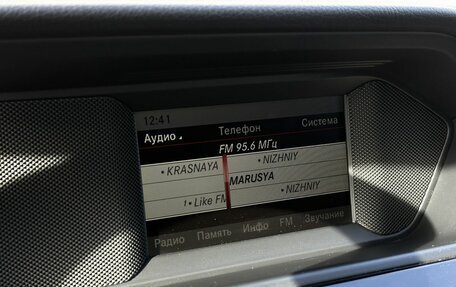 12:41
Аудио Телефон Система
FM 95.6 МГц
• KRASNAYA • NIZHNIY
MARUSYA
1 • Like FM • NIZHNIY
Радио Память Инфо FM Звучание